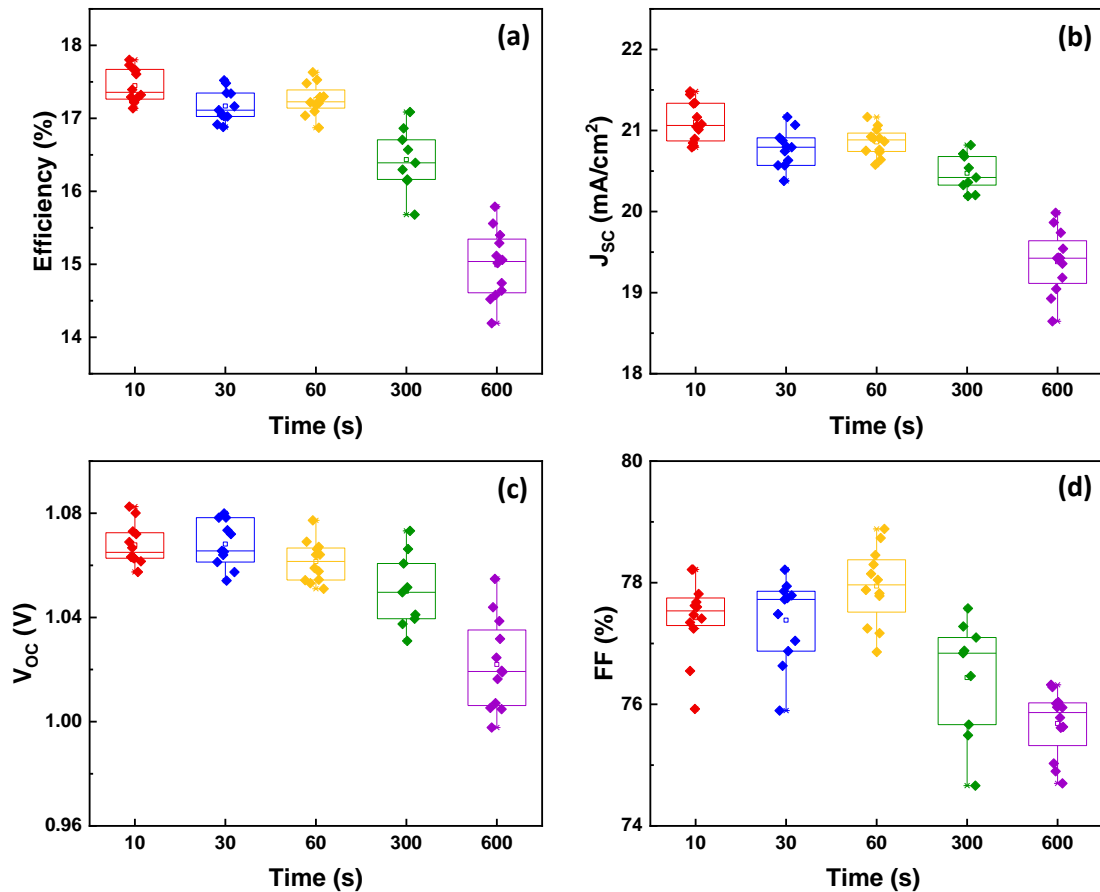 (a)
Efficiency (%)
18
17
16
15
14
10 30 60 300 600
Time (s)
(b)
J_SC (mA/cm²)
22
21
20
19
18
10 30 60 300 600
Time (s)
(c)
V_OC (V)
1.08
1.04
1.00
0.96
10 30 60 300 600
Time (s)
(d)
FF (%)
80
78
76
74
10 30 60 300 600
Time (s)